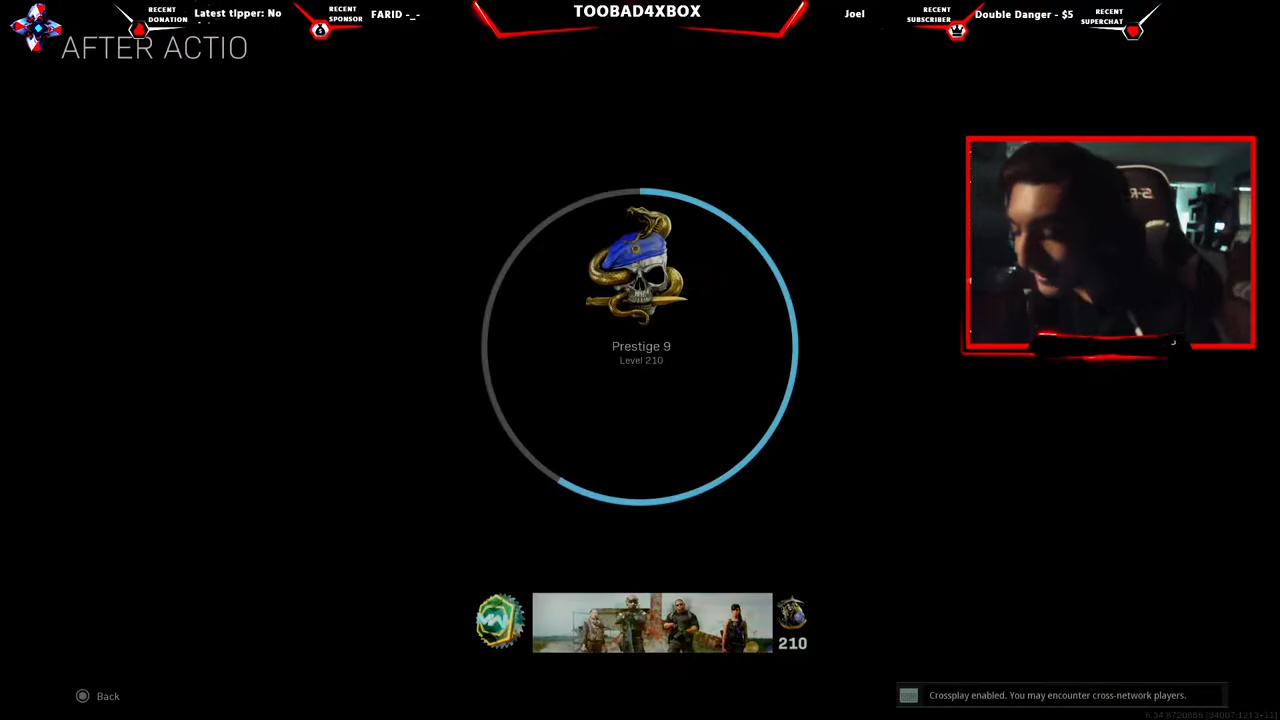 RECENT
DONATION
Latest tipper: No
RECENT
SPONSOR
FARID -_-
TOOBAD4XBOX
Joel
RECENT
SUBSCRIBER
Double Danger - $5
RECENT
SUPERCHAT
AFTER ACTIO
Prestige 9
Level 210
210
Back
Crossplay enabled. You may encounter cross-network players.